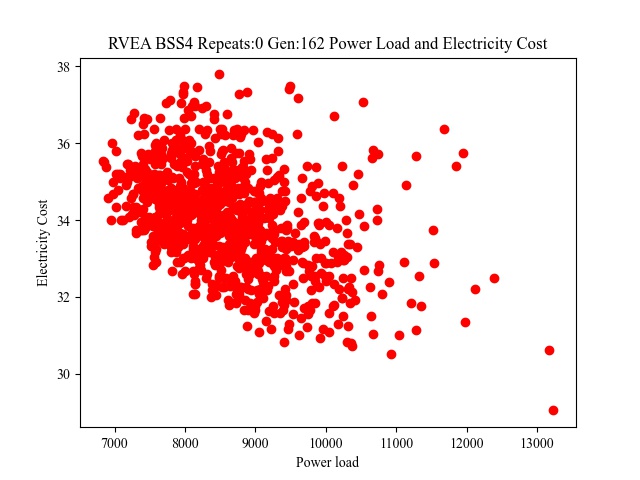 RVEA BSS4 Repeats:0 Gen:162 Power Load and Electricity Cost
38
36
34
32
30
Electricity Cost
7000 8000 9000 10000 11000 12000 13000
Power load